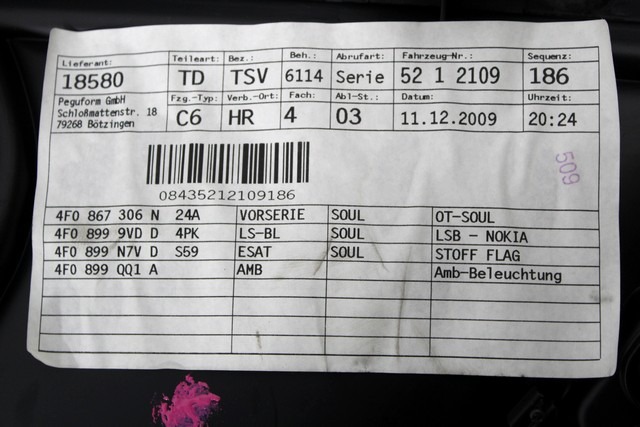 Lieferant: Teileart: Bez.: Beh.: Abrufart: Fahrzeug-Nr.: Sequenz:
18580 TD TSV 6114 Serie 52 1 2109 186
Peguform GmbH
Schloßmattenstr. 18
79268 Bötzingen
Fzg.-Typ: Verb.-Ort: Fach: Abl-St.: Datum: Uhrzeit:
C6 HR 4 03 11.12.2009 20:24
08435212109186
509
4F0 867 306 N 24A VORSERIE SOUL OT-SOUL
4F0 899 9VD D 4PK LS-BL SOUL LSB - NOKIA
4F0 899 N7V D S59 ESAT SOUL STOFF FLAG
4F0 899 QQ1 A AMB Amb-Beleuchtung